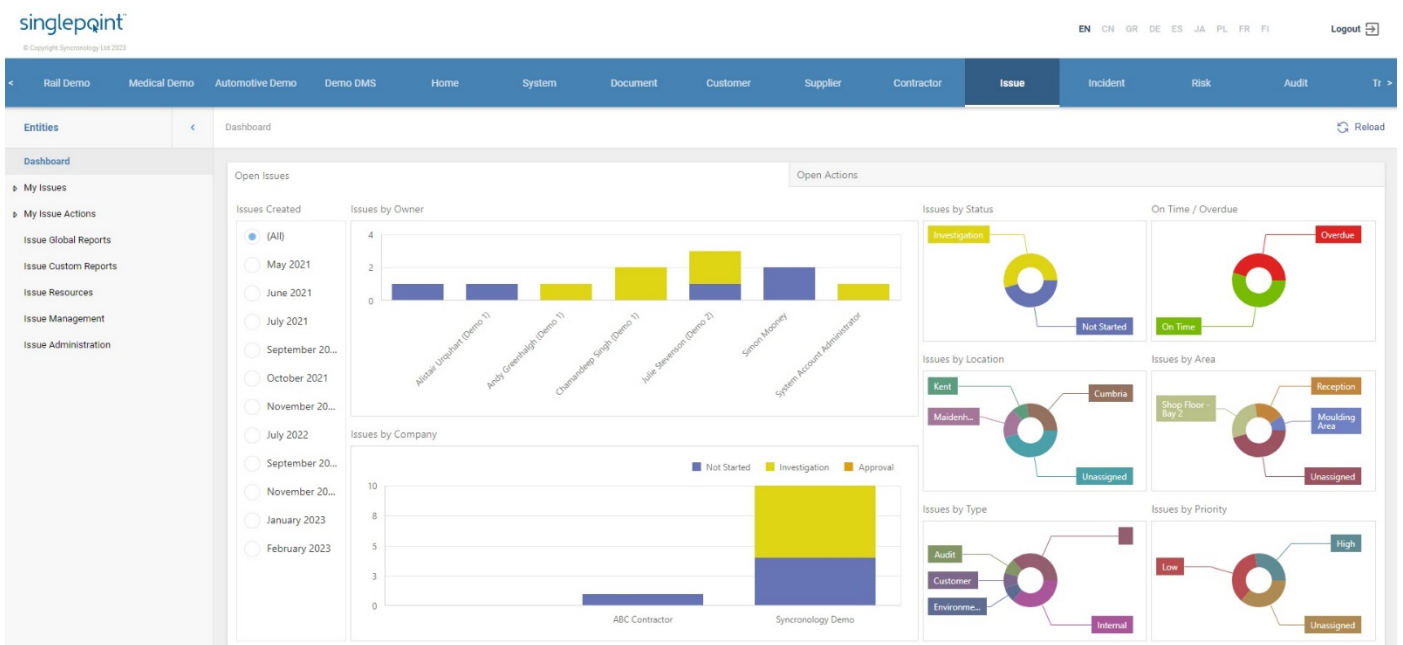 singlepoint
© Copyright Syncronology Ltd 2023
EN CN GR DE ES JA PL FR FI
Logout
< Rail Demo Medical Demo Automotive Demo Demo DMS Home System Document Customer Supplier Contractor Issue Incident Risk Audit Tr >
Entities <
Dashboard
Reload
Dashboard
My Issues
My Issue Actions
Issue Global Reports
Issue Custom Reports
Issue Resources
Issue Management
Issue Administration
Open Issues
Open Actions
Issues Created
(All)
May 2021
June 2021
July 2021
September 20...
October 2021
November 20...
July 2022
September 20...
November 20...
January 2023
February 2023
Issues by Owner
4
2
0
Alistair Urquhart (Demo 1)
Andy Greenhalgh (Demo 1)
Chamandeep Singh (Demo 1)
Julie Stevenson (Demo 2)
Simon Mooney
System Account Administrator
Issues by Company
Not Started Investigation Approval
10
8
5
3
0
ABC Contractor
Syncronology Demo
Issues by Status
Investigation
Not Started
On Time / Overdue
Overdue
On Time
Issues by Location
Kent
Cumbria
Maidenh...
Unassigned
Issues by Area
Reception
Shop Floor -
Bay 2
Moulding
Area
Unassigned
Issues by Type
Audit
Customer
Environme...
Internal
Issues by Priority
High
Low
Unassigned